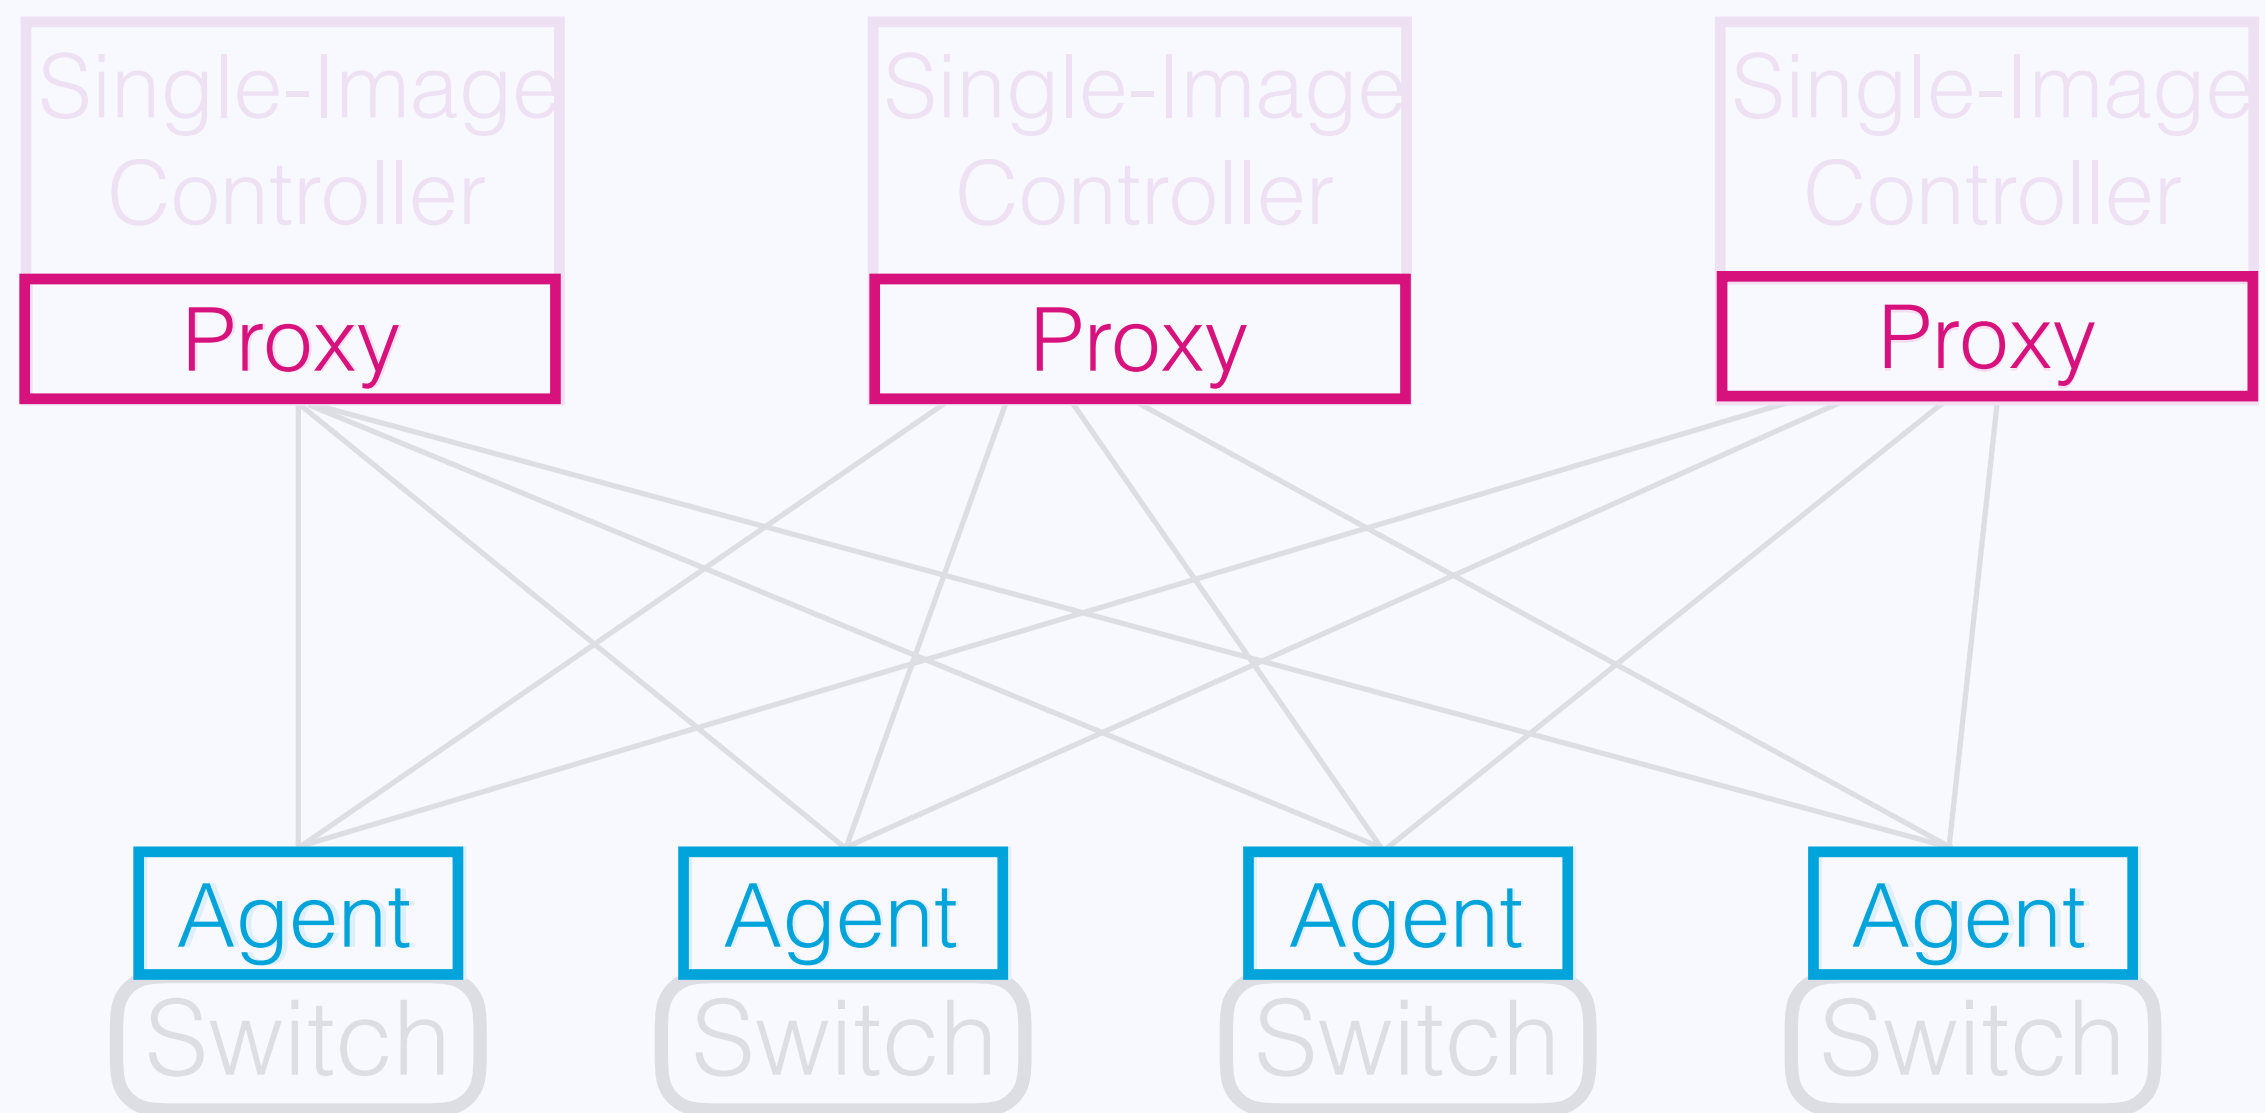 Single-Image
Controller
Proxy
Single-Image
Controller
Proxy
Single-Image
Controller
Proxy
Agent
Switch
Agent
Switch
Agent
Switch
Agent
Switch